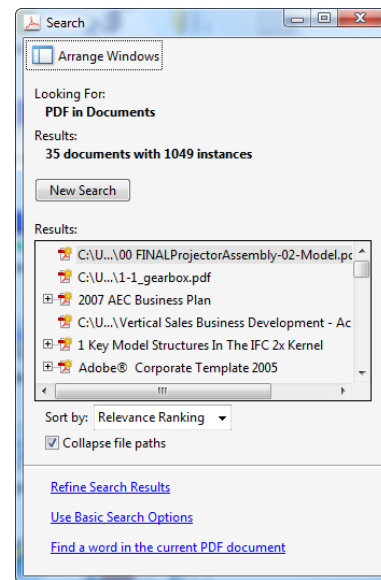 Search
Arrange Windows
Looking For:
PDF in Documents
Results:
35 documents with 1049 instances
New Search
Results:
C:\U...\00 FINALProjectorAssembly-02-Model.pc
C:\U...\1-1_gearbox.pdf
2007 AEC Business Plan
C:\U...\Vertical Sales Business Development - Ac
1 Key Model Structures In The IFC 2x Kernel
Adobe® Corporate Template 2005
Sort by: Relevance Ranking
Collapse file paths
Refine Search Results
Use Basic Search Options
Find a word in the current PDF document